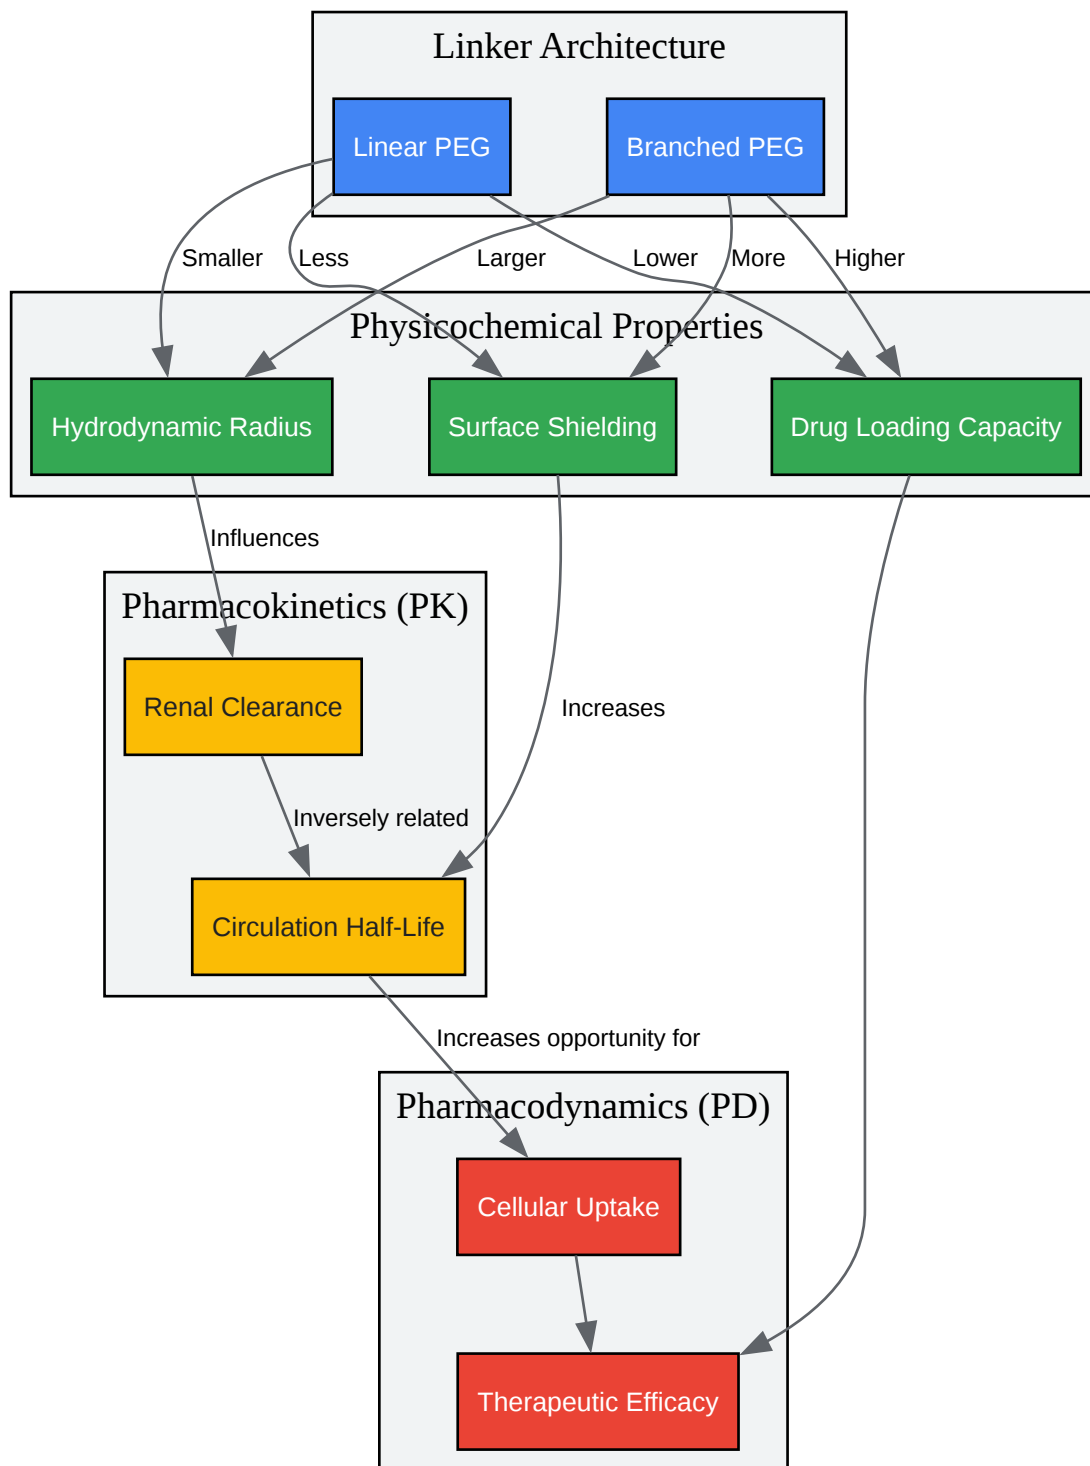 Linker Architecture
Linear PEG
Branched PEG
Smaller
Less
Larger
Lower
More
Higher
Physicochemical Properties
Hydrodynamic Radius
Surface Shielding
Drug Loading Capacity
Influences
Pharmacokinetics (PK)
Renal Clearance
Increases
Inversely related
Circulation Half-Life
Increases opportunity for
Pharmacodynamics (PD)
Cellular Uptake
Therapeutic Efficacy